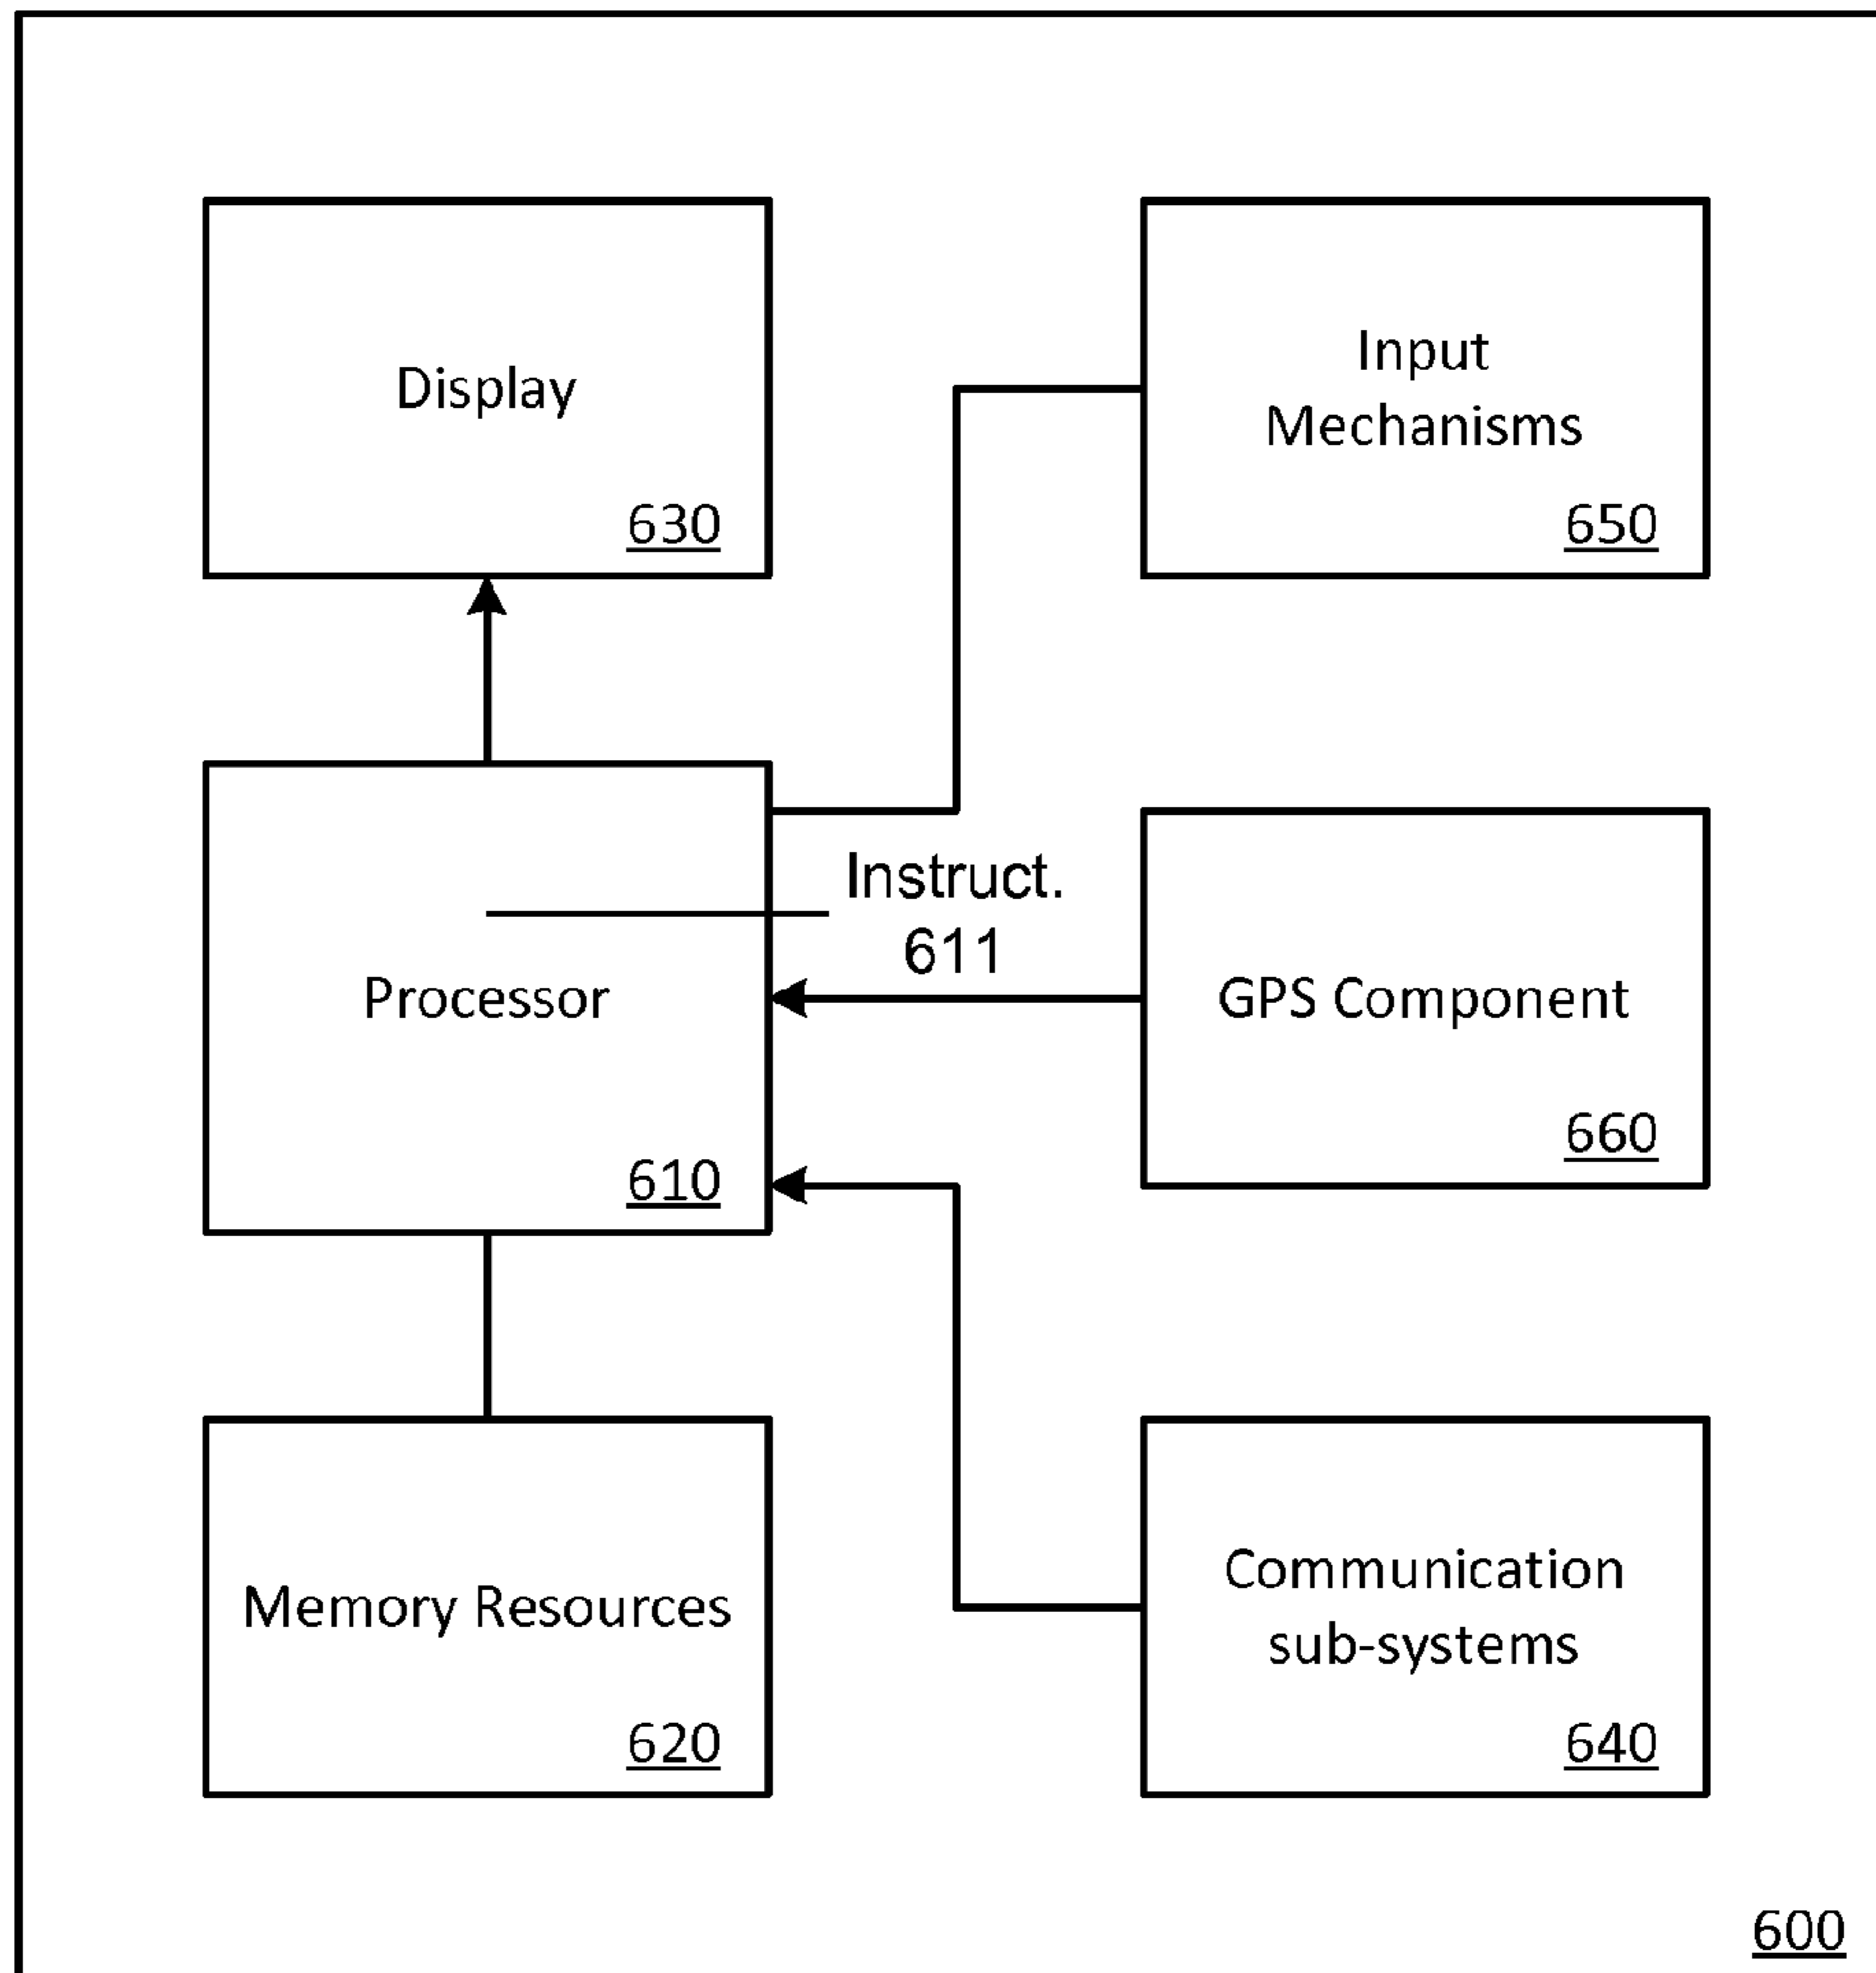 Display
630
Input
Mechanisms
650
Instruct.
611
Processor
610
GPS Component
660
Memory Resources
620
Communication
sub-systems
640
600